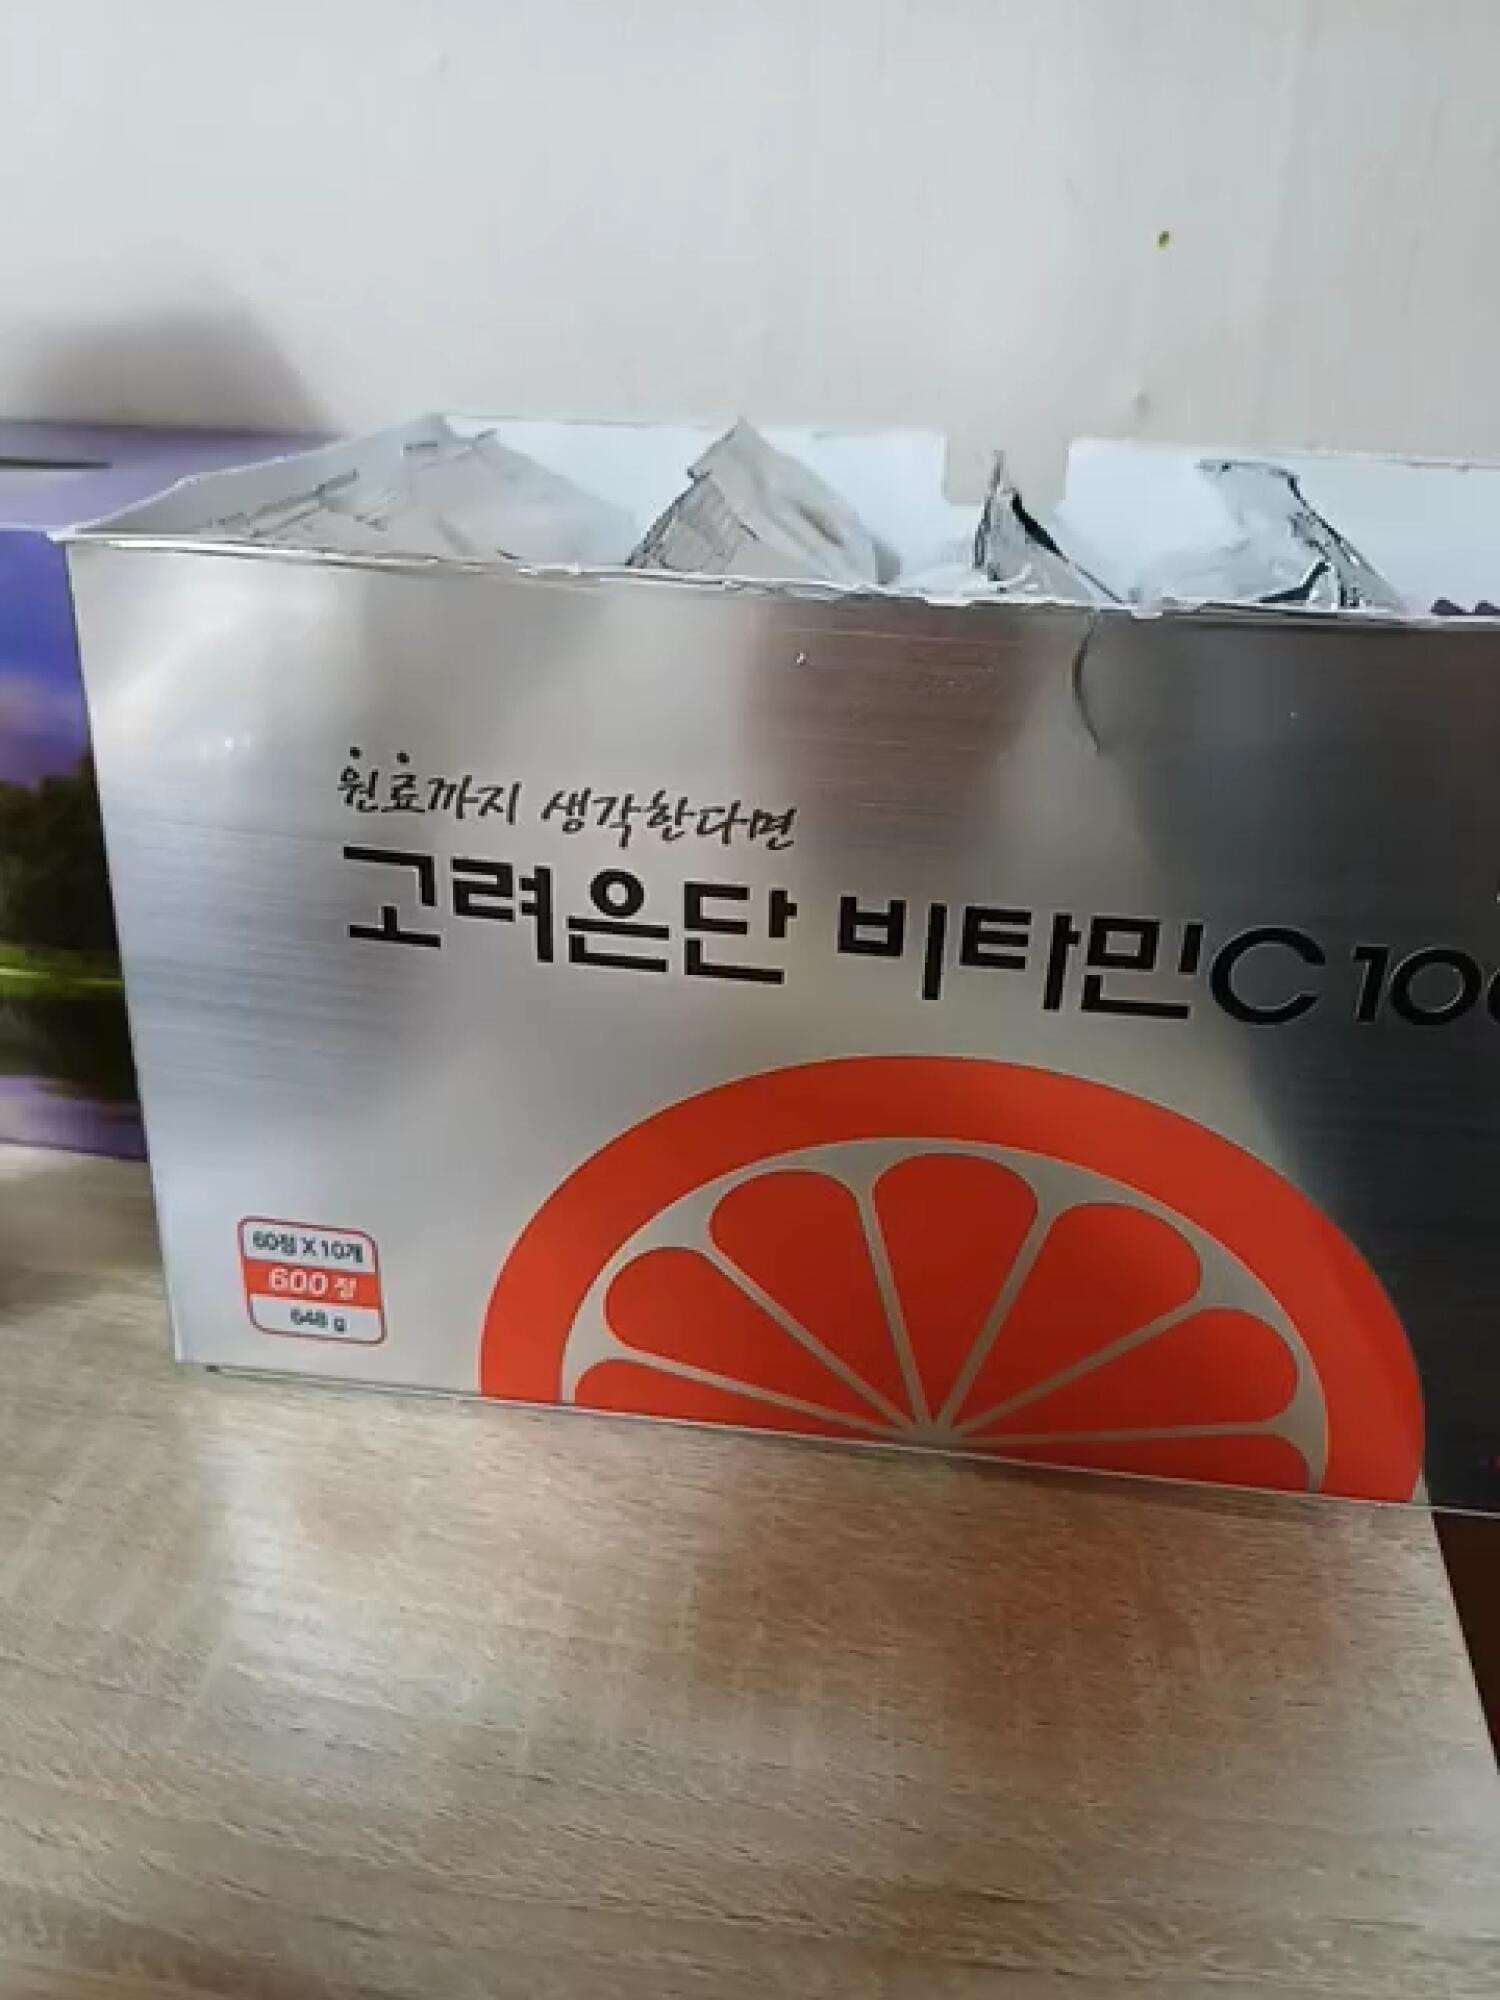 원료까지 생각한다면
고려은단 비타민C 100
60정 X 10개
600정
648 g